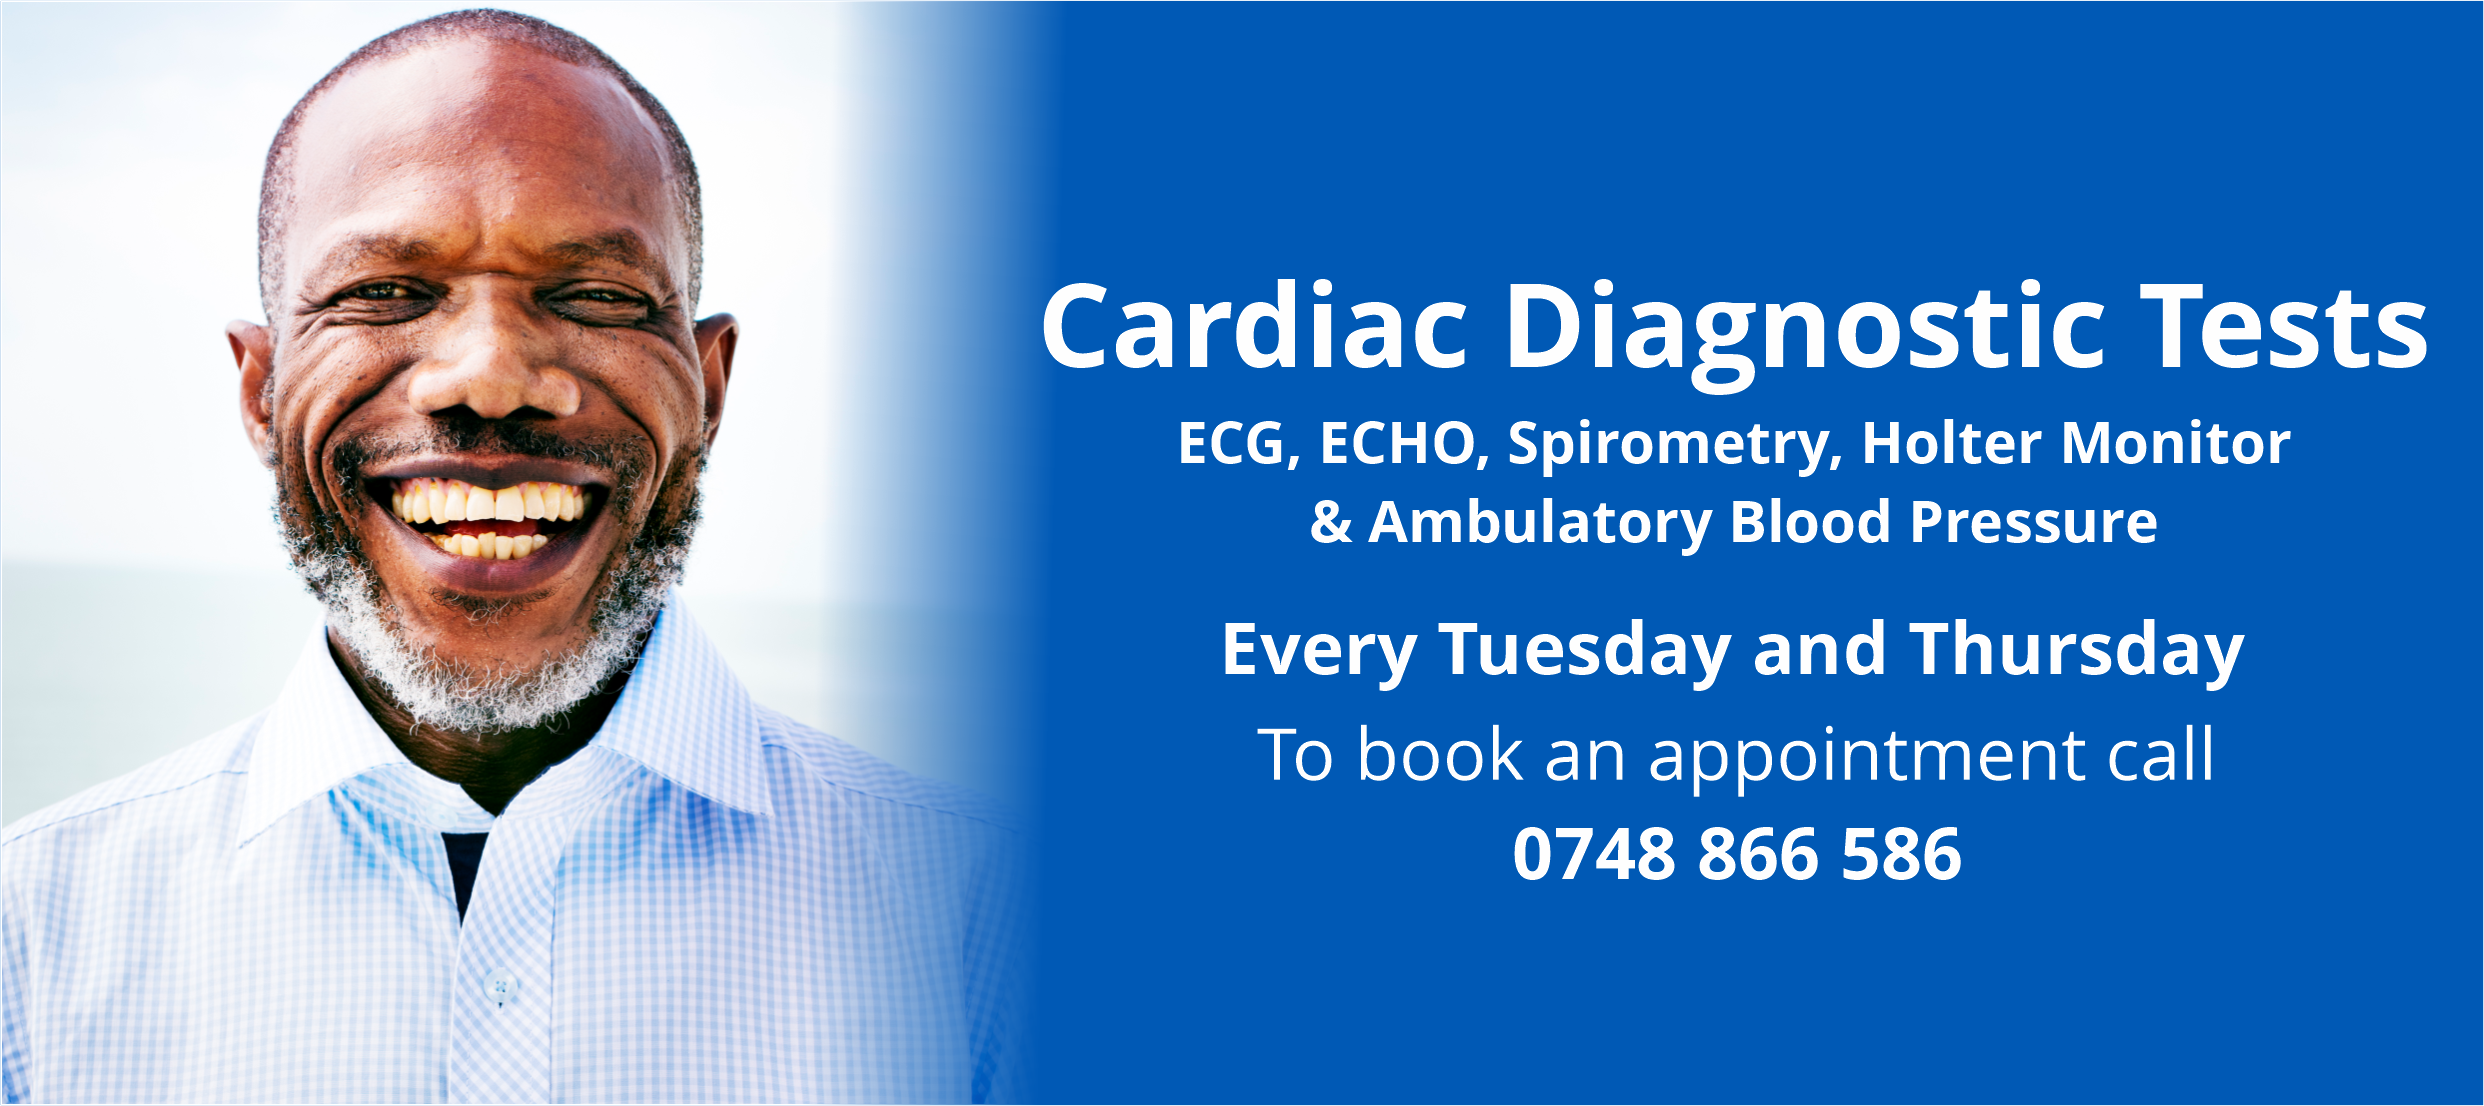 Cardiac Diagnostic Tests
ECG, ECHO, Spirometry, Holter Monitor
& Ambulatory Blood Pressure
Every Tuesday and Thursday
To book an appointment call
0748 866 586